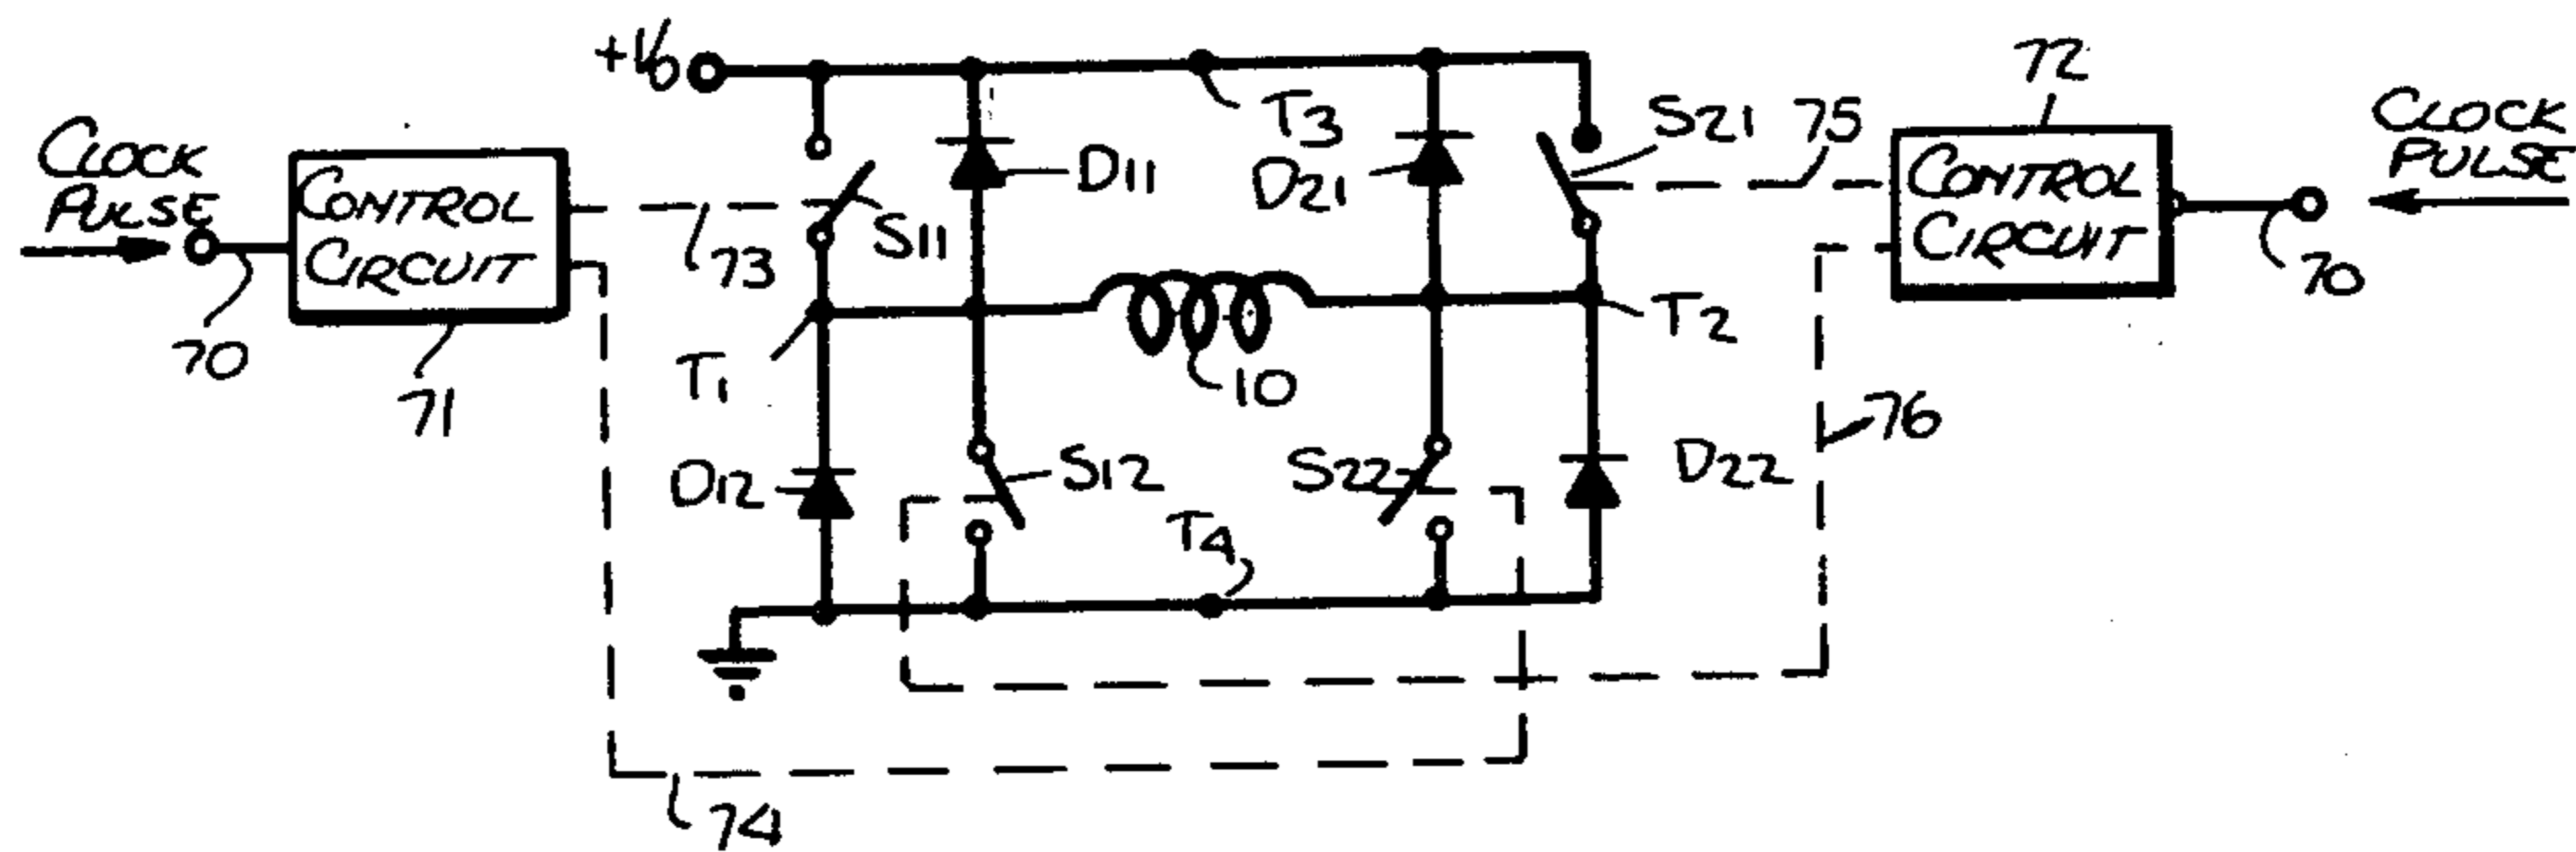 +V0
CLOCK
PULSE
70
CONTROL
CIRCUIT
71
73
S11
D11
T3
D21
S21
75
72
CONTROL
CIRCUIT
CLOCK
PULSE
70
T1
10
T2
D12
S12
S22
D22
76
T4
74